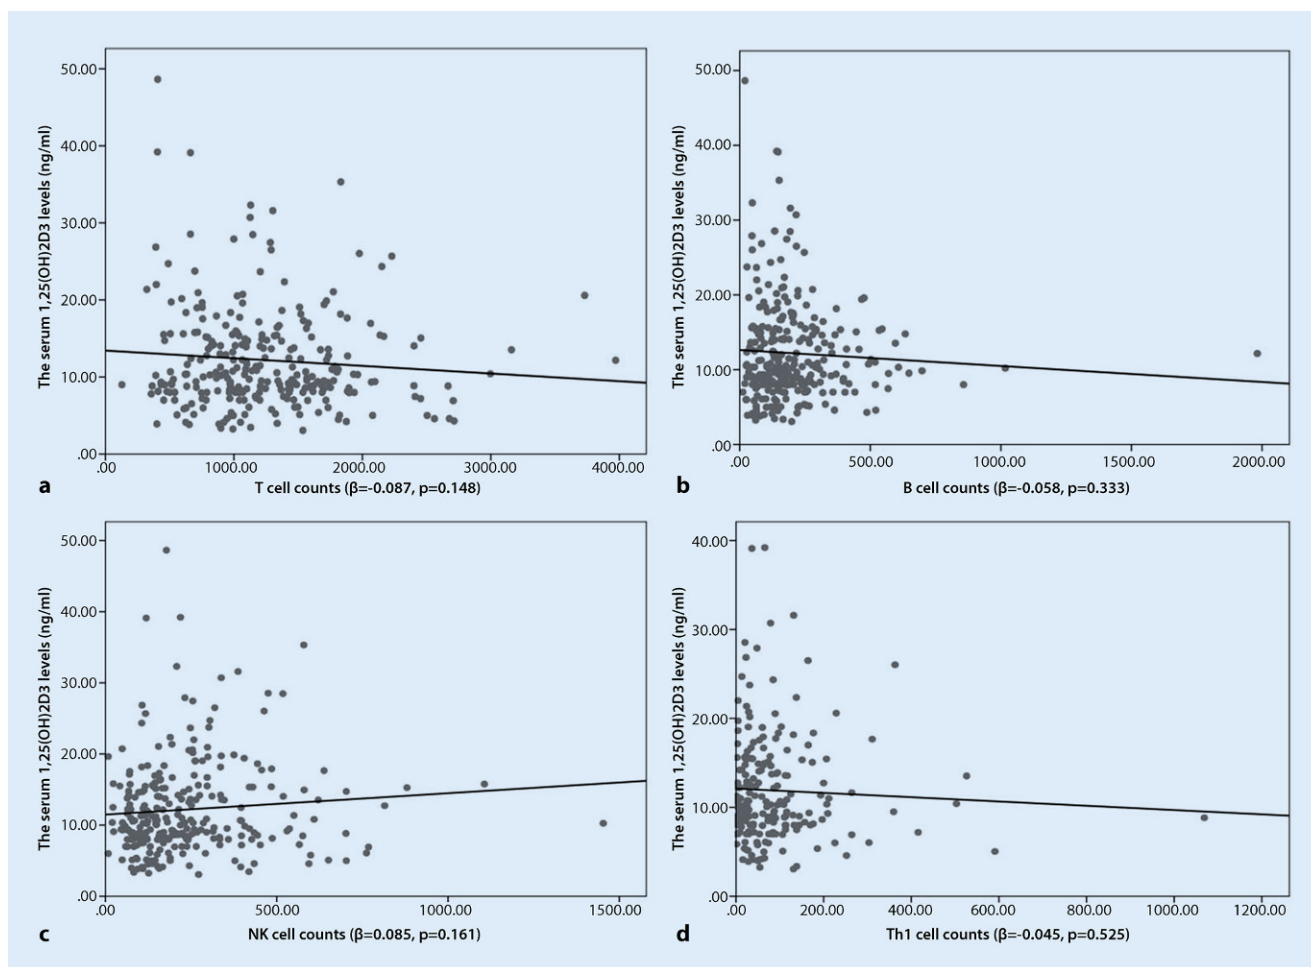 The serum 1,25(OH)2D3 levels (ng/ml)
50.00
40.00
30.00
20.00
10.00
.00
.00 1000.00 2000.00 3000.00 4000.00
a T cell counts (β=-0.087, p=0.148)
The serum 1,25(OH)2D3 levels (ng/ml)
50.00
40.00
30.00
20.00
10.00
.00
.00 500.00 1000.00 1500.00 2000.00
b B cell counts (β=-0.058, p=0.333)
The serum 1,25(OH)2D3 levels (ng/ml)
50.00
40.00
30.00
20.00
10.00
.00
.00 500.00 1000.00 1500.00
c NK cell counts (β=0.085, p=0.161)
The serum 1,25(OH)2D3 levels (ng/ml)
40.00
30.00
20.00
10.00
.00
.00 200.00 400.00 600.00 800.00 1000.00 1200.00
d Th1 cell counts (β=-0.045, p=0.525)